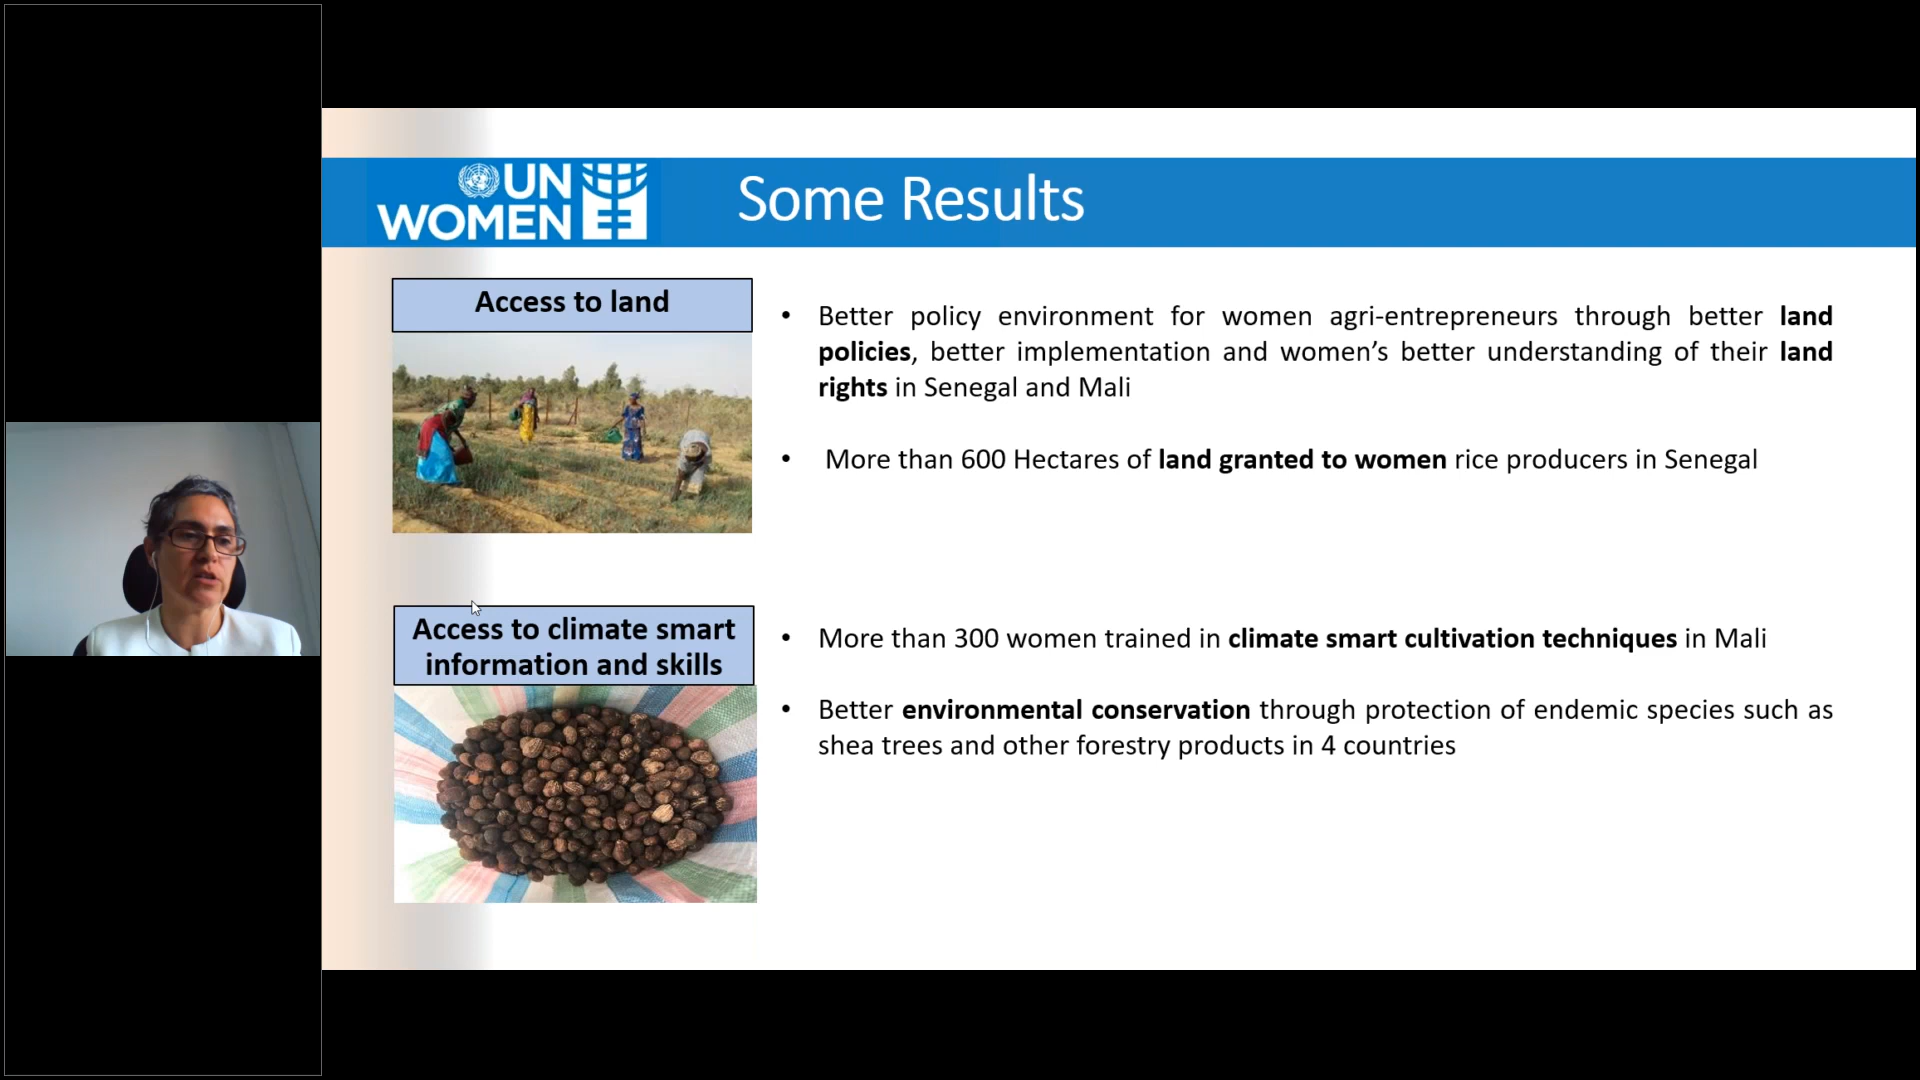 UN
WOMEN
Some Results
Access to land
• Better policy environment for women agri-entrepreneurs through better land
policies, better implementation and women’s better understanding of their land
rights in Senegal and Mali
• More than 600 Hectares of land granted to women rice producers in Senegal
Access to climate smart
information and skills
• More than 300 women trained in climate smart cultivation techniques in Mali
• Better environmental conservation through protection of endemic species such as
shea trees and other forestry products in 4 countries